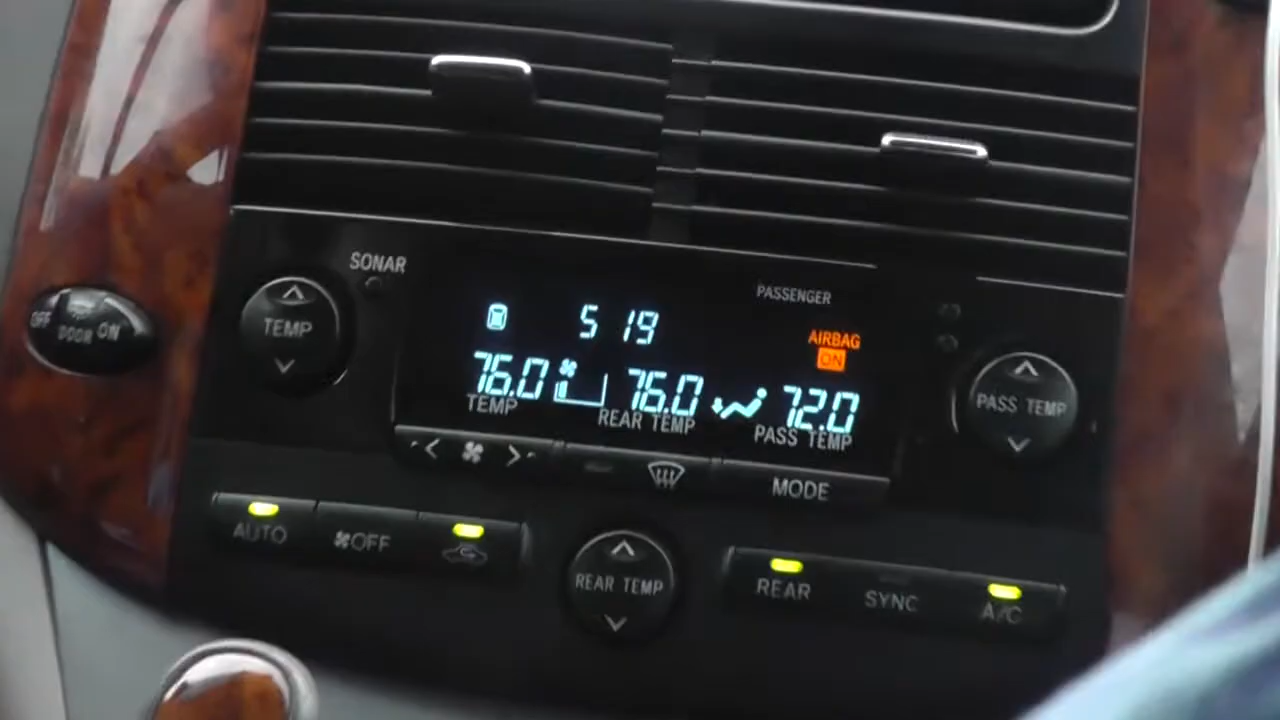 SONAR
PASSENGER
OFF DOOR ON
TEMP
5 19
AIRBAG
ON
76.0 76.0 72.0
TEMP REAR TEMP PASS TEMP
PASS TEMP
MODE
AUTO OFF
REAR TEMP
REAR SYNC A/C